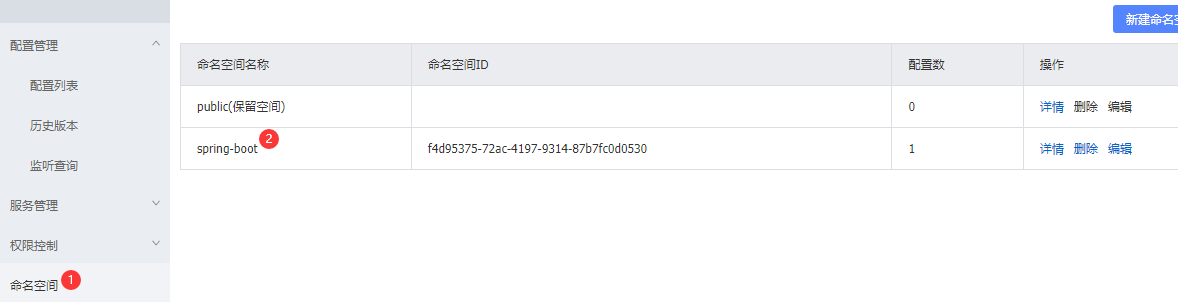 新建命名空
配置管理
配置列表
历史版本
监听查询
服务管理
权限控制
命名空间 1
命名空间名称 命名空间ID 配置数 操作
public(保留空间) 0 详情 删除 编辑
spring-boot 2 f4d95375-72ac-4197-9314-87b7fc0d0530 1 详情 删除 编辑